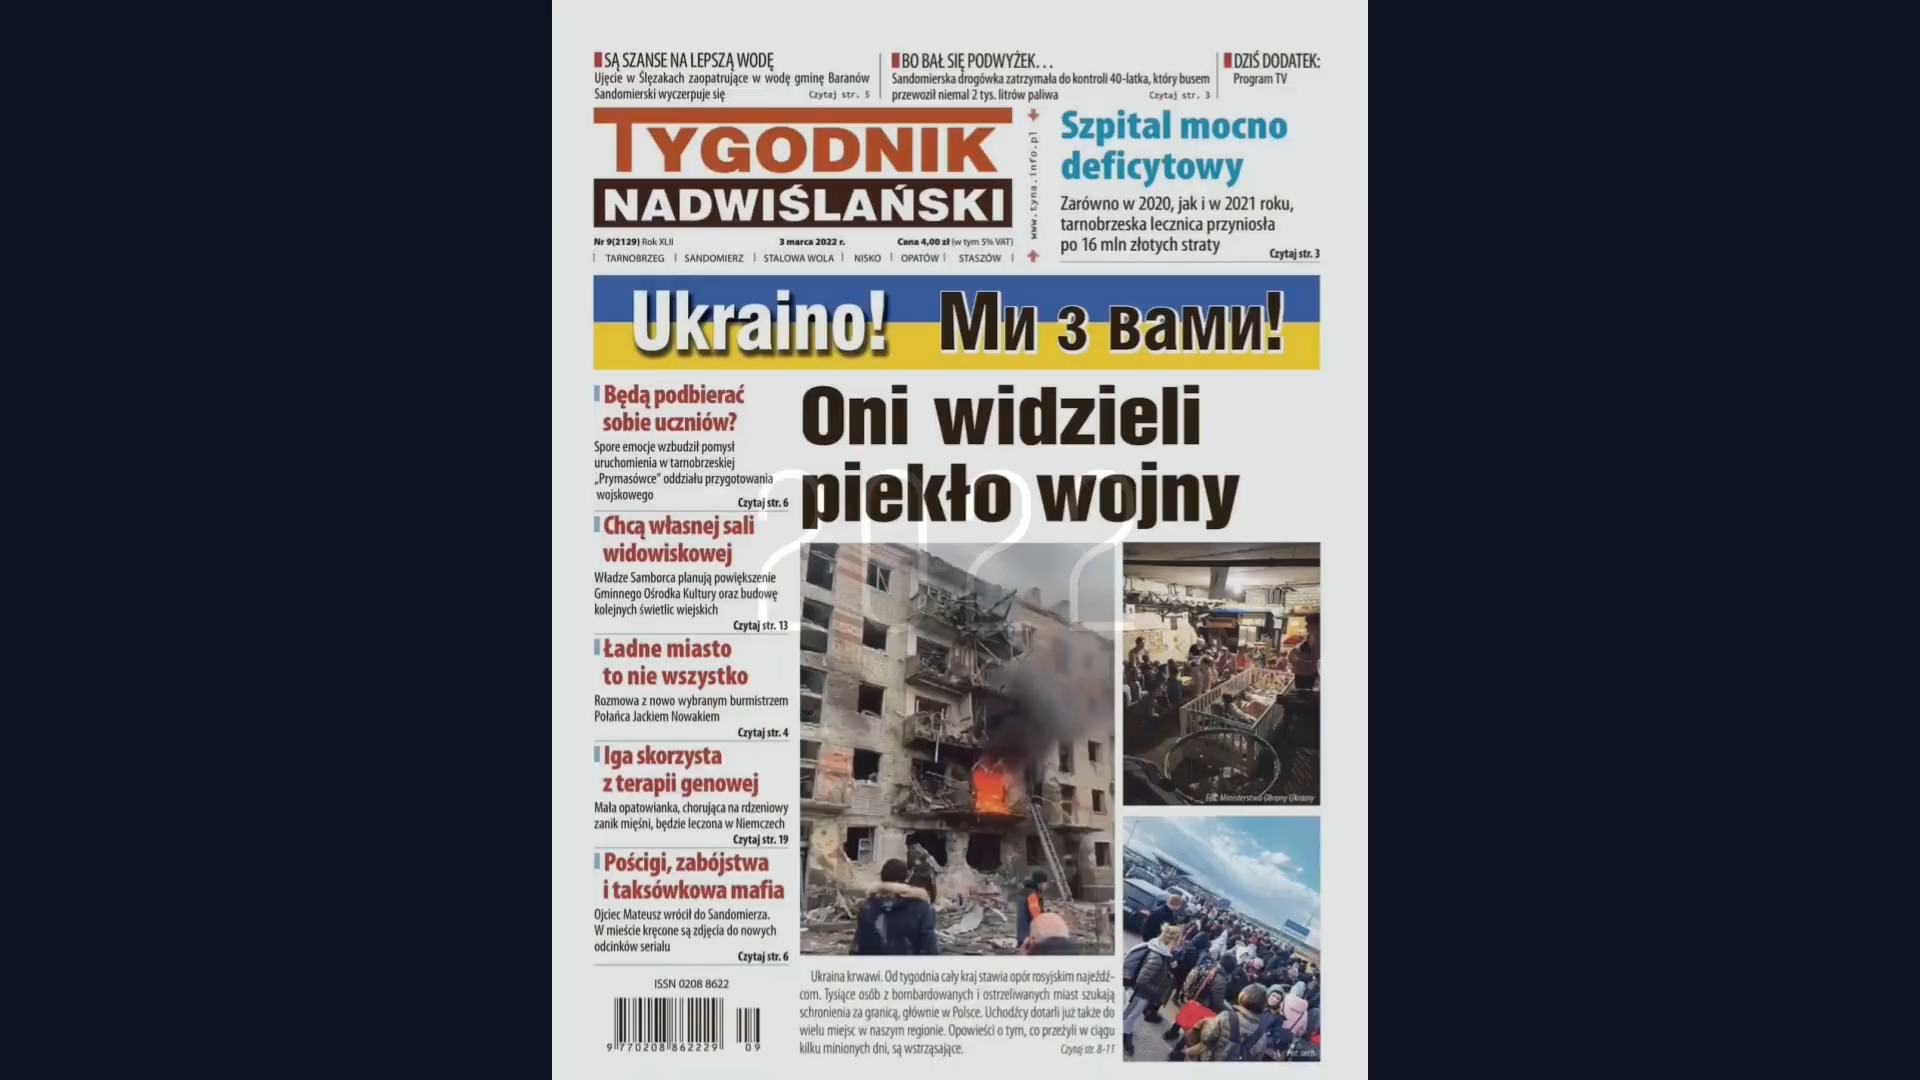 SĄ SZANSE NA LEPSZĄ WODĘ
Ujęcie w Ślęzakach zaopatrujące w wodę gminę Baranów
Sandomierski wyczerpuje się
Czytaj str. 5
BO BAŁ SIĘ PODWYŻEK...
Sandomierska drogówka zatrzymała do kontroli 40-latka, który busem
przewoził niemal 2 tys. litrów paliwa
Czytaj str. 3
DZIŚ DODATEK:
Program TV
TYGODNIK
NADWIŚLAŃSKI
www.tyna.info.pl
Nr 9(2129) Rok XLII 3 marca 2022 r. Cena 4,00 zł (w tym 5% VAT)
| TARNOBRZEG | SANDOMIERZ | STALOWA WOLA | NISKO | OPATÓW | STASZÓW |
Szpital mocno
deficytowy
Zarówno w 2020, jak i w 2021 roku,
tarnobrzeska lecznica przyniosła
po 16 mln złotych straty
Czytaj str. 3
Ukraino! Ми з вами!
Będą podbierać
sobie uczniów?
Spore emocje wzbudził pomysł
uruchomienia w tarnobrzeskiej
„Prymasówce” oddziału przygotowania
wojskowego
Czytaj str. 6
Chcą własnej sali
widowiskowej
Władze Samborca planują powiększenie
Gminnego Ośrodka Kultury oraz budowę
kolejnych świetlic wiejskich
Czytaj str. 13
Ładne miasto
to nie wszystko
Rozmowa z nowo wybranym burmistrzem
Połańca Jackiem Nowakiem
Czytaj str. 4
Iga skorzysta
z terapii genowej
Mała opatowianka, chorująca na rdzeniowy
zanik mięśni, będzie leczona w Niemczech
Czytaj str. 19
Pościgi, zabójstwa
i taksówkowa mafia
Ojciec Mateusz wrócił do Sandomierza.
W mieście kręcone są zdjęcia do nowych
odcinków serialu
Czytaj str. 6
ISSN 0208 8622
9 770208 862229 09
Oni widzieli
piekło wojny
2022
Fot. Ministerstwo Obrony Ukrainy
Fot. arch.
Ukraina krwawi. Od tygodnia cały kraj stawia opór rosyjskim najeźdź-
com. Tysiące osób z bombardowanych i ostrzeliwanych miast szukają
schronienia za granicą, głównie w Polsce. Uchodźcy dotarli już także do
wielu miejsc w naszym regionie. Opowieści o tym, co przeżyli w ciągu
kilku minionych dni, są wstrząsające.
Czytaj str. 8-11